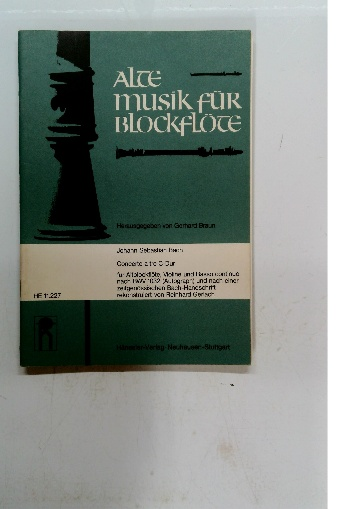 Alte
musik für
Blockflöte
Herausgegeben von Gerhard Braun
Johann Sebastian Bach
Concerto a tre C-Dur
für Altblockflöte, Violine und Basso continuo
nach BWV 1032 (Autograph) und nach einer
zeitgenössischen Bach-Handschrift
rekonstruiert von Reinhard Gerlach
HE 11.227
Hänssler-Verlag · Neuhausen-Stuttgart